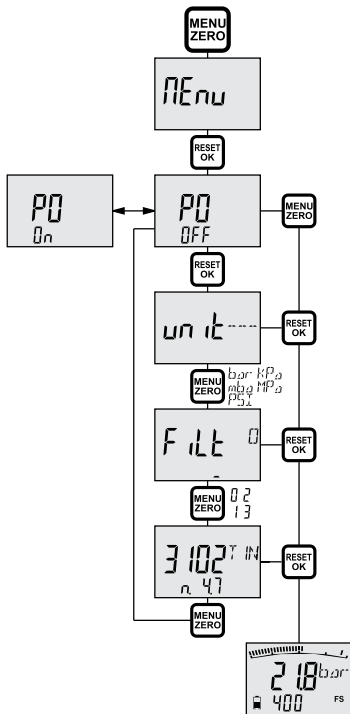 MENU
ZERO
MEnu
RESET
OK
P0
On
P0
OFF
MENU
ZERO
RESET
OK
unit ----
RESET
OK
MENU
ZERO
bar kPa
mba MPa
PSI
FiLt 0
RESET
OK
MENU
ZERO
0 2
1 3
3102 T IN
n. 4.7
RESET
OK
MENU
ZERO
21.8 bar
400 FS